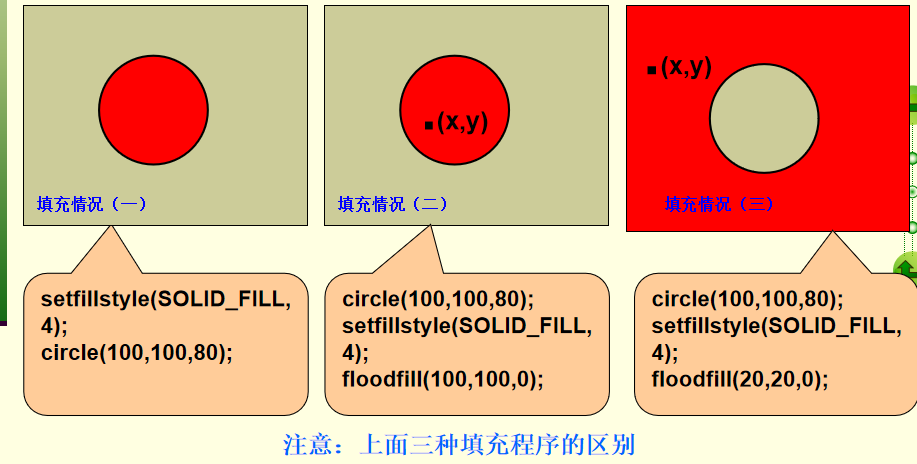 (x,y)
(x,y)
填充情况（一）
填充情况（二）
填充情况（三）
setfillstyle(SOLID_FILL,
4);
circle(100,100,80);
circle(100,100,80);
setfillstyle(SOLID_FILL,
4);
floodfill(100,100,0);
circle(100,100,80);
setfillstyle(SOLID_FILL,
4);
floodfill(20,20,0);
注意：上面三种填充程序的区别